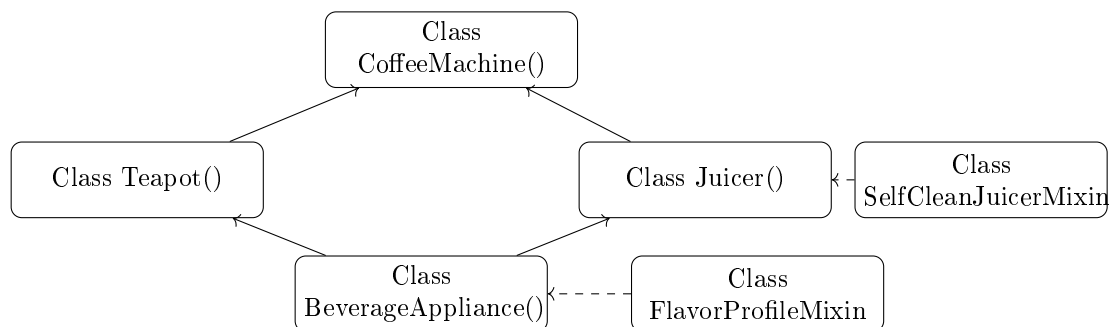 Class
CoffeeMachine()
Class Teapot()
Class Juicer()
Class
SelfCleanJuicerMixin
Class
BeverageAppliance()
Class
FlavorProfileMixin